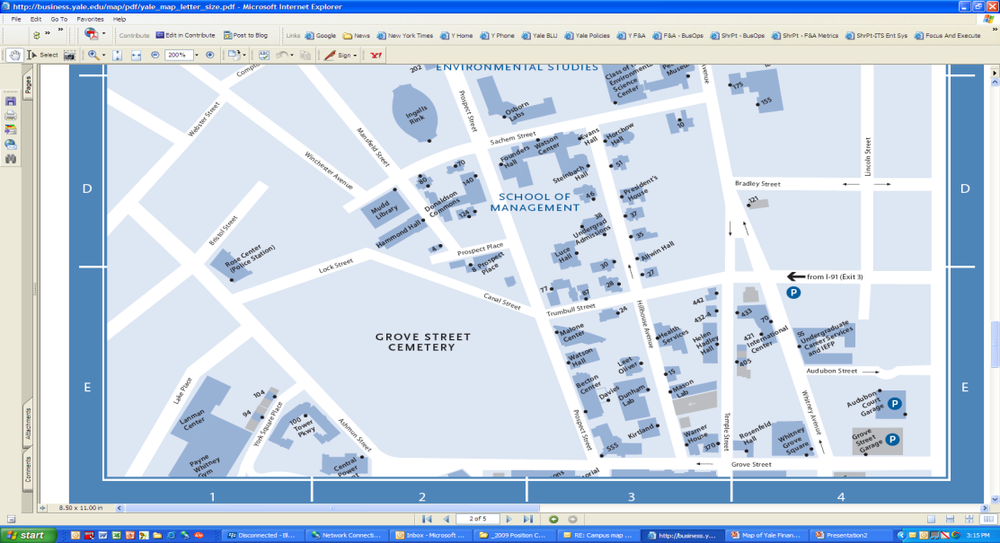 http://business.yale.edu/map/pdf/yale_map_letter_size.pdf - Microsoft Internet Explorer
File Edit Go To Favorites Help
Contribute Edit in Contribute Post to Blog Links Google News New York Times Y Home Y Phone Yale BLU Yale Policies Y F&A F&A - BusOps ShrPt - BusOps ShrPt - F&A Metrics ShrPt-ITS Ent Sys Focus And Execute
Select 200% Sign Y!
Pages
Attachments
Comments
202
ENVIRONMENTAL STUDIES
Compto
Class of
Environmental
Science
Center
Museum
Avenue
175
155
Webster Street
Ingalls
Rink
Prospect Street
Osborn
Labs
Mansfield Street
Winchester Avenue
Sachem Street
Evans
Hall
Horchow
Hall
10
Founders
Hall
Watson
Center
Steinbach
Hall
51
Lincoln Street
D
D
70
80
140
Donaldson
Commons
124
Mudd
Library
Hammond Hall
SCHOOL OF
MANAGEMENT
46
President's
House
37
38
Undergrad
Admissions
35
Bradley Street
121
Bristol Street
Rose Center
(Police Station)
4
Prospect Place
8 Prospect
Place
Luce
Hall
Allwin Hall
30
27
28
Lock Street
Canal Street
77
87
Trumbull Street
24
from I-91 (Exit 3)
P
GROVE STREET
CEMETERY
Malone
Center
Watson
Hall
Becton
Center
Davies
Leet
Oliver
Dunham
Lab
Kirtland
555
Prospect Street
Hillhouse Avenue
Health
Services
15
Mason
Lab
Warner
House
370
442
432-4
Helen
Hadley
Hall
433
70
421
International
Center
405
55
Undergraduate
Career Services
and IEFP
Audubon Street
Temple Street
Whitney Avenue
Rosenfeld
Hall
Whitney
Grove
Square
Audubon
Court
Garage
P
Grove
Street
Garage
P
Grove Street
E
E
Lake Place
Lanman
Center
104
94
York Square Place
100
Tower
Pkwy
Ashmun Street
Payne
Whitney
Gym
Central
Power
1 2 3 4
8.50 x 11.00 in
2 of 5
start Disconnected - Bl... Network Connecti... Inbox - Microsoft ... _2009 Position C... RE: Campus map ... http://business.y... Map of Yale Finan... Presentation2 3:15 PM